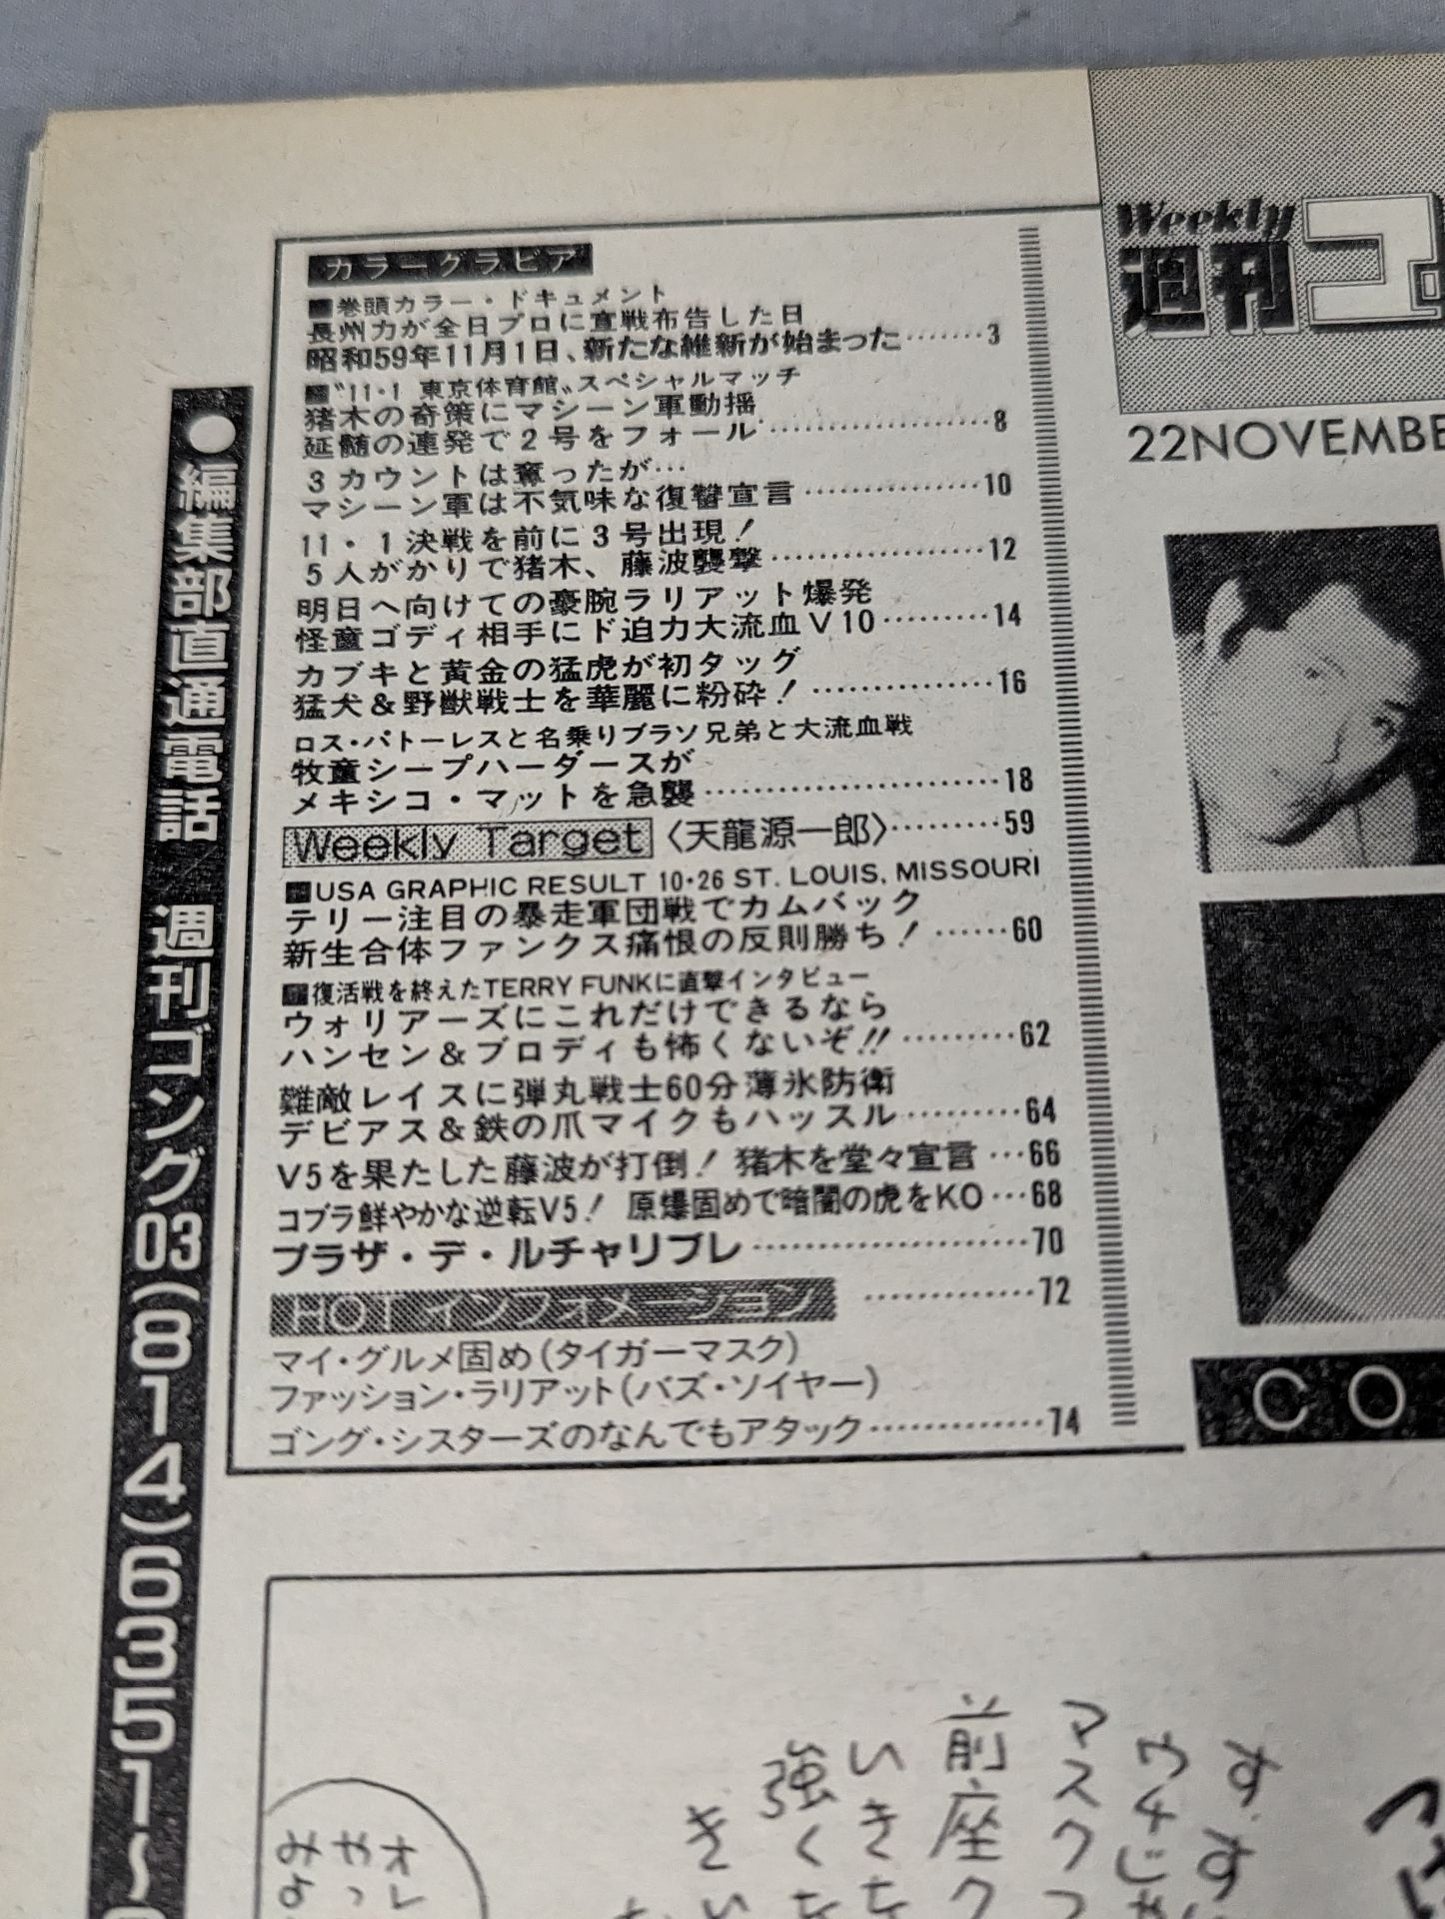 カラーグラビア
■巻頭カラー・ドキュメント
長州力が全日プロに宣戦布告した日
昭和59年11月1日、新たな維新が始まった………3
■〝11・1 東京体育館〟スペシャルマッチ
猪木の奇策にマシーン軍動揺
延髄の連発で2号をフォール………8
3カウントは奪ったが…
マシーン軍は不気味な復讐宣言………10
11・1決戦を前に3号出現!
5人がかりで猪木、藤波襲撃………12
明日へ向けての豪腕ラリアット爆発
怪童ゴディ相手にド迫力大流血V10………14
カブキと黄金の猛虎が初タッグ
猛犬&野獣戦士を華麗に粉砕!………16
ロス・パトーレスと名乗りブラソ兄弟と大流血戦
牧童シープハーダースが
メキシコ・マットを急襲………18
Weekly Target〈天龍源一郎〉………59
■USA GRAPHIC RESULT 10・26 ST. LOUIS, MISSOURI
テリー注目の暴走軍団戦でカムバック
新生合体ファンクス痛恨の反則勝ち!……60
■復活戦を終えたTERRY FUNKに直撃インタビュー
ウォリアーズにこれだけできるなら
ハンセン&ブロディも怖くないぞ!!………62
難敵レイスに弾丸戦士60分薄氷防衛
デビアス&鉄の爪マイクもハッスル………64
V5を果たした藤波が打倒!猪木を堂々宣言…66
コブラ鮮やかな逆転V5! 原爆固めで暗闇の虎をKO…68
プラザ・デ・ルチャリブレ………70
HOT インフォメーション………72
マイ・グルメ固め(タイガーマスク)
ファッション・ラリアット(バズ・ソイヤー)
ゴング・シスターズのなんでもアタック………74
●編集部直通電話 週刊ゴング03(814)6351〜
Weekly
週刊ゴ
22NOVEMBE
CO
す.す
ウチじゃ
マスクつ
前座ク
いきな
強くな
きい
オレ
やっ
みよ